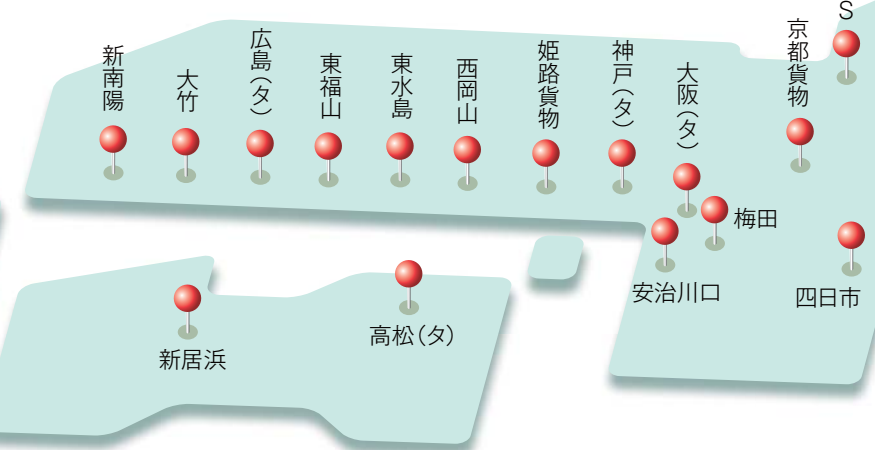 新南陽
大竹
広島(タ)
東福山
東水島
西岡山
姫路貨物
神戸(タ)
大阪(タ)
京都貨物
S
梅田
安治川口
四日市
新居浜
高松(タ)